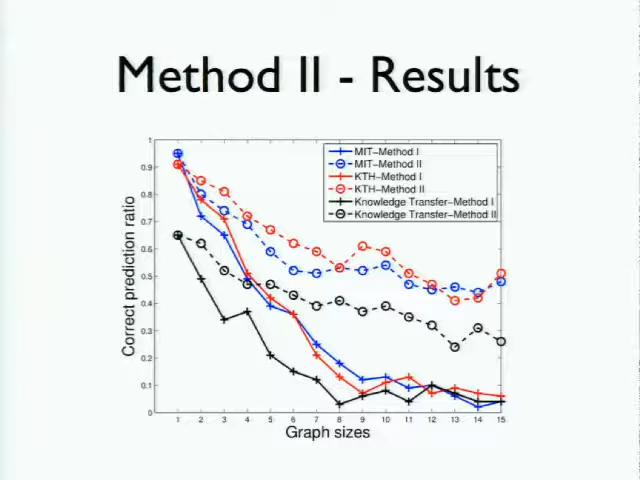 Method II - Results
1
0.9
0.8
0.7
0.6
0.5
0.4
0.3
0.2
0.1
0
Correct prediction ratio
MIT-Method I
MIT-Method II
KTH-Method I
KTH-Method II
Knowledge Transfer-Method I
Knowledge Transfer-Method II
1 2 3 4 5 6 7 8 9 10 11 12 13 14 15
Graph sizes